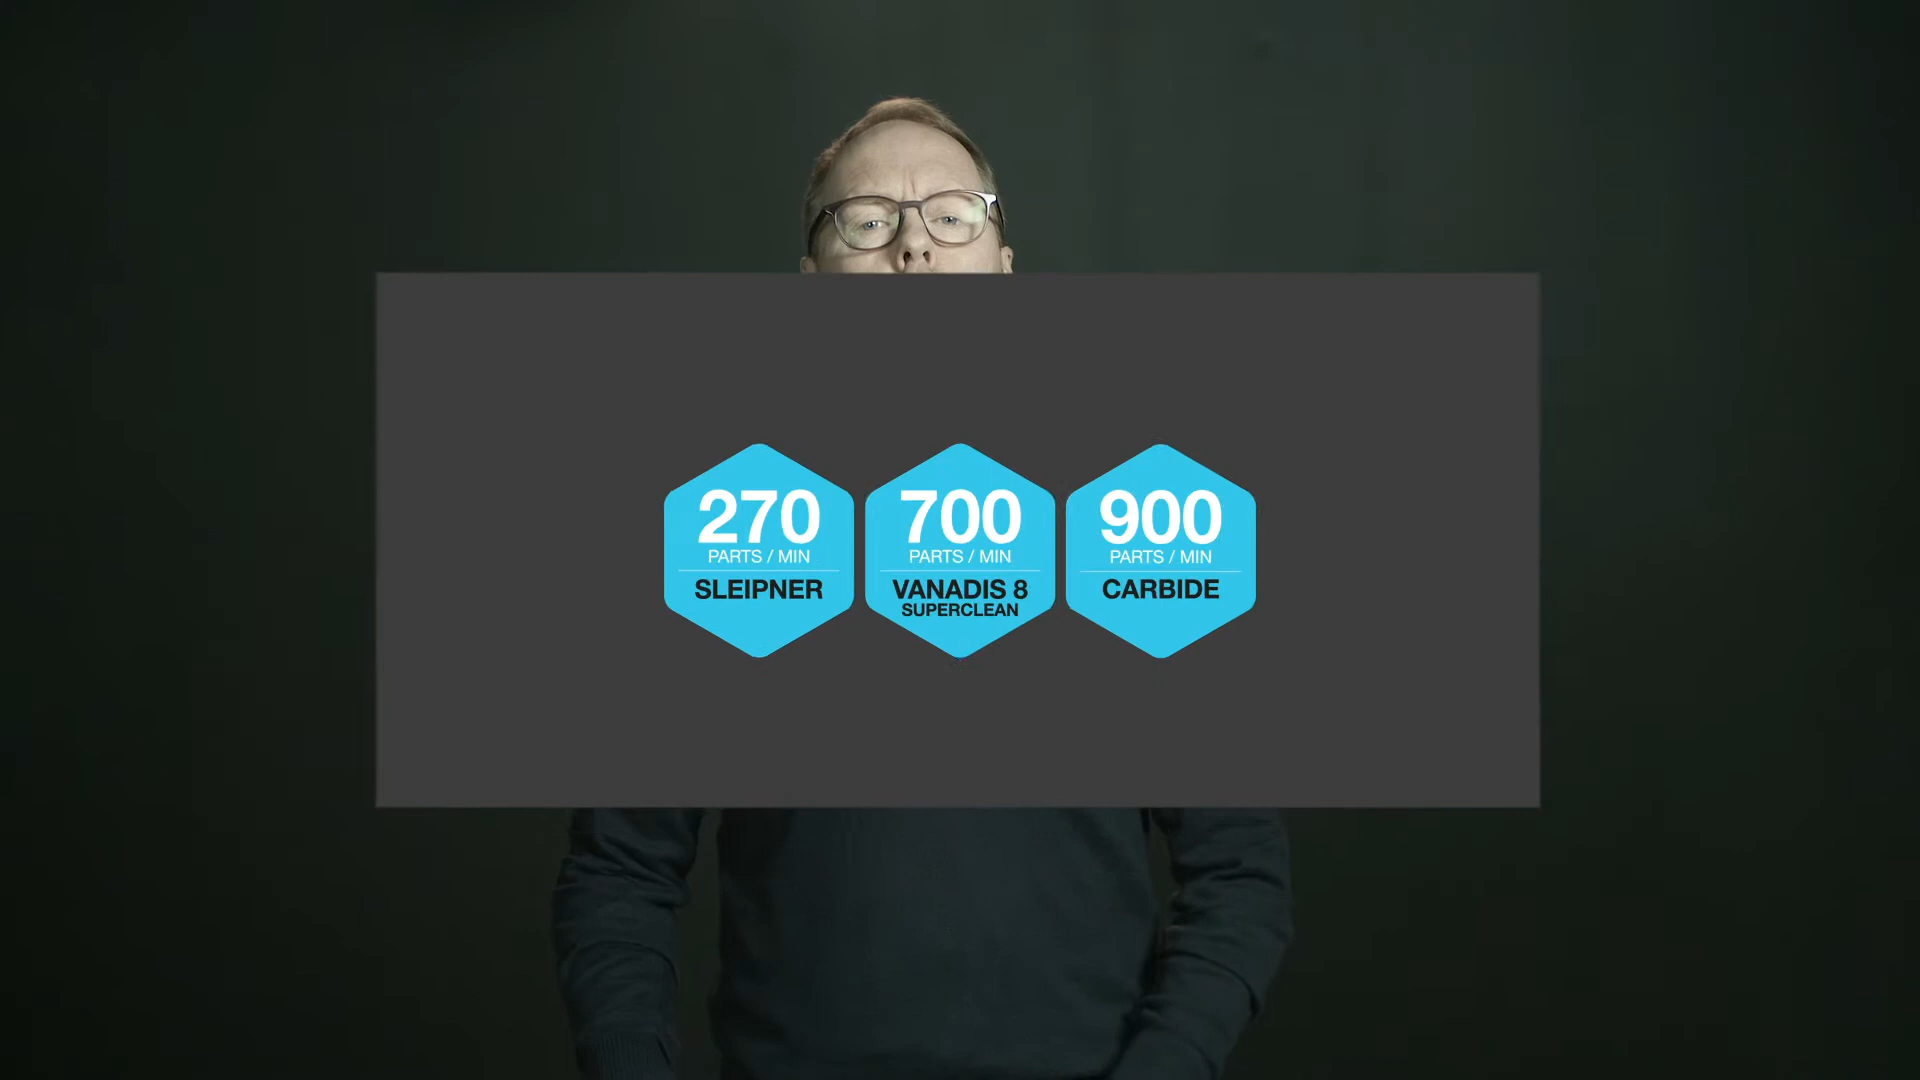 270
PARTS / MIN
SLEIPNER
700
PARTS / MIN
VANADIS 8
SUPERCLEAN
900
PARTS / MIN
CARBIDE